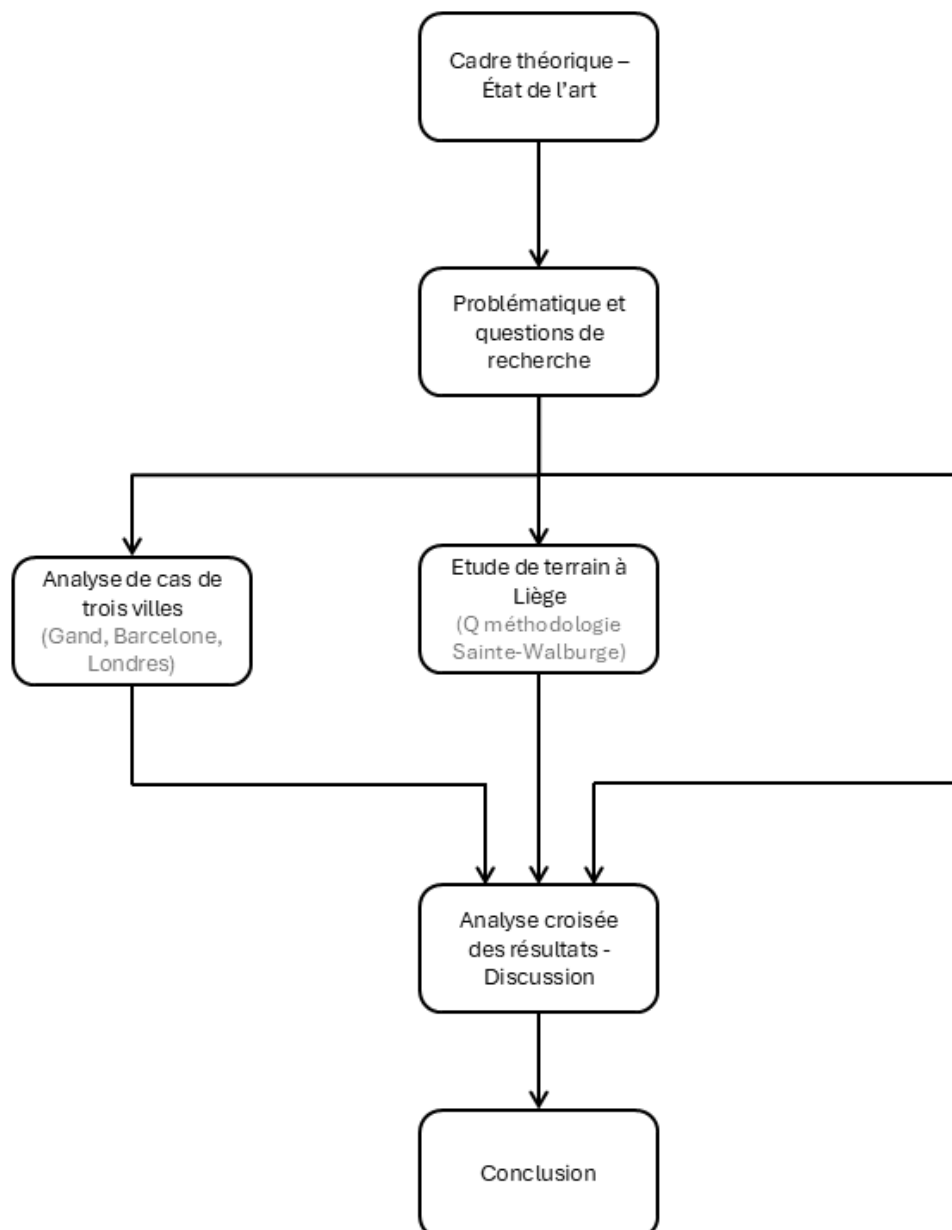 Cadre théorique –
État de l’art
Problématique et
questions de
recherche
Analyse de cas de
trois villes
(Gand, Barcelone,
Londres)
Etude de terrain à
Liège
(Q méthodologie
Sainte-Walburge)
Analyse croisée
des résultats -
Discussion
Conclusion